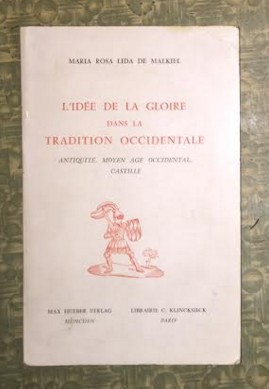 MARIA ROSA LIDA DE MALKIEL
L'IDÉE DE LA GLOIRE
DANS LA
TRADITION OCCIDENTALE
ANTIQUITÉ, MOYEN AGE OCCIDENTAL,
CASTILLE
MAX HUEBER VERLAG LIBRAIRIE C. KLINCKSIECK
MÜNCHEN PARIS